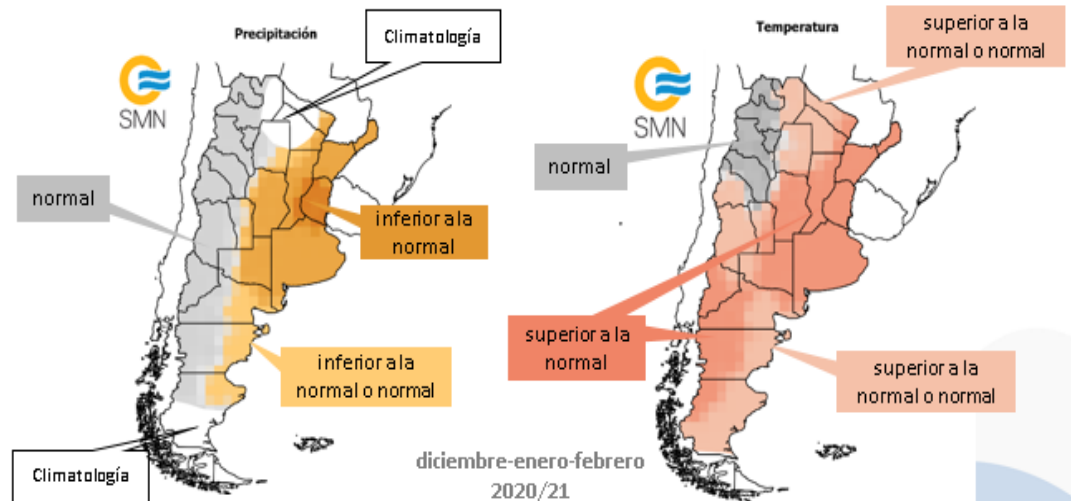 Precipitación
Climatología
SMN
normal
inferior a la
normal
inferior a la
normal o normal
Climatología
Temperatura
superior a la
normal o normal
SMN
normal
superior a la
normal
superior a la
normal o normal
diciembre-enero-febrero
2020/21